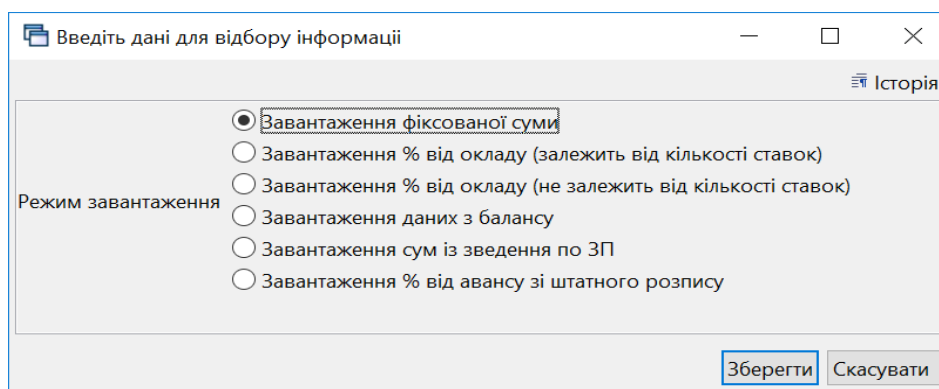 Введіть дані для відбору інформаціі
Історія
Режим завантаження
Завантаження фіксованої суми
Завантаження % від окладу (залежить від кількості ставок)
Завантаження % від окладу (не залежить від кількості ставок)
Завантаження даних з балансу
Завантаження сум із зведення по ЗП
Завантаження % від авансу зі штатного розпису
Зберегти
Скасувати